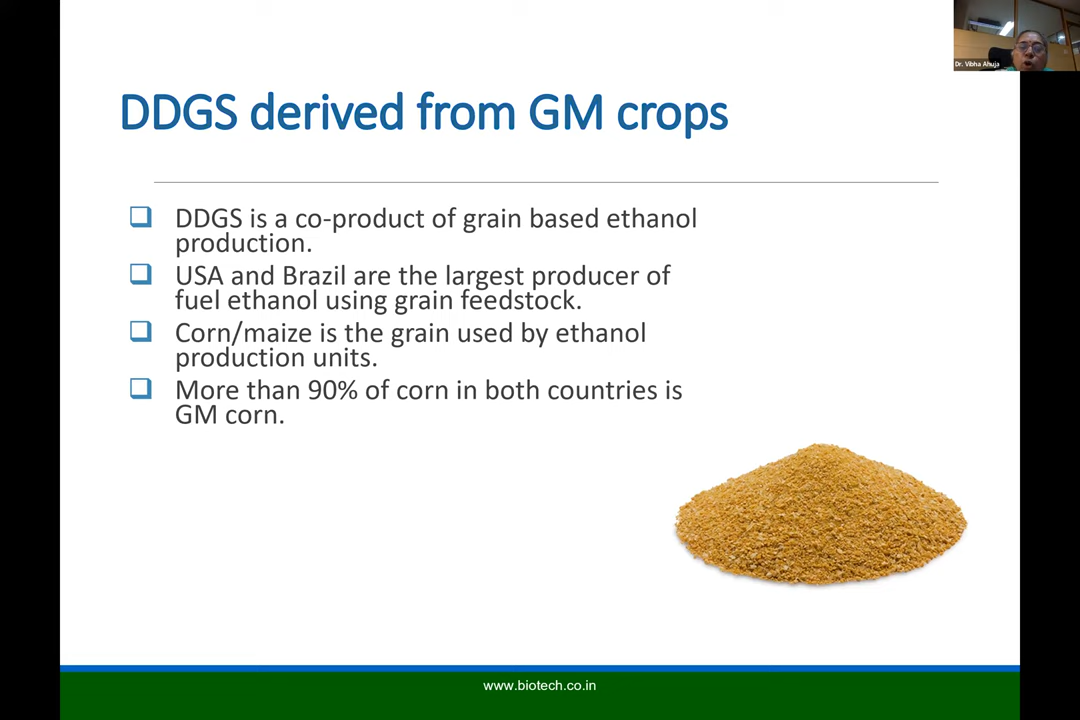 Dr. Vibha Ahuja
DDGS derived from GM crops
DDGS is a co-product of grain based ethanol
production.
USA and Brazil are the largest producer of
fuel ethanol using grain feedstock.
Corn/maize is the grain used by ethanol
production units.
More than 90% of corn in both countries is
GM corn.
www.biotech.co.in